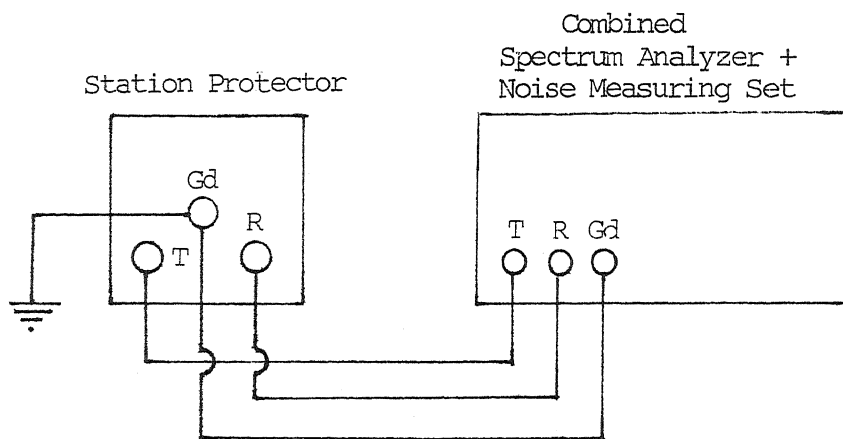 Combined
Spectrum Analyzer +
Noise Measuring Set
Station Protector
Gd
R
T
T R Gd